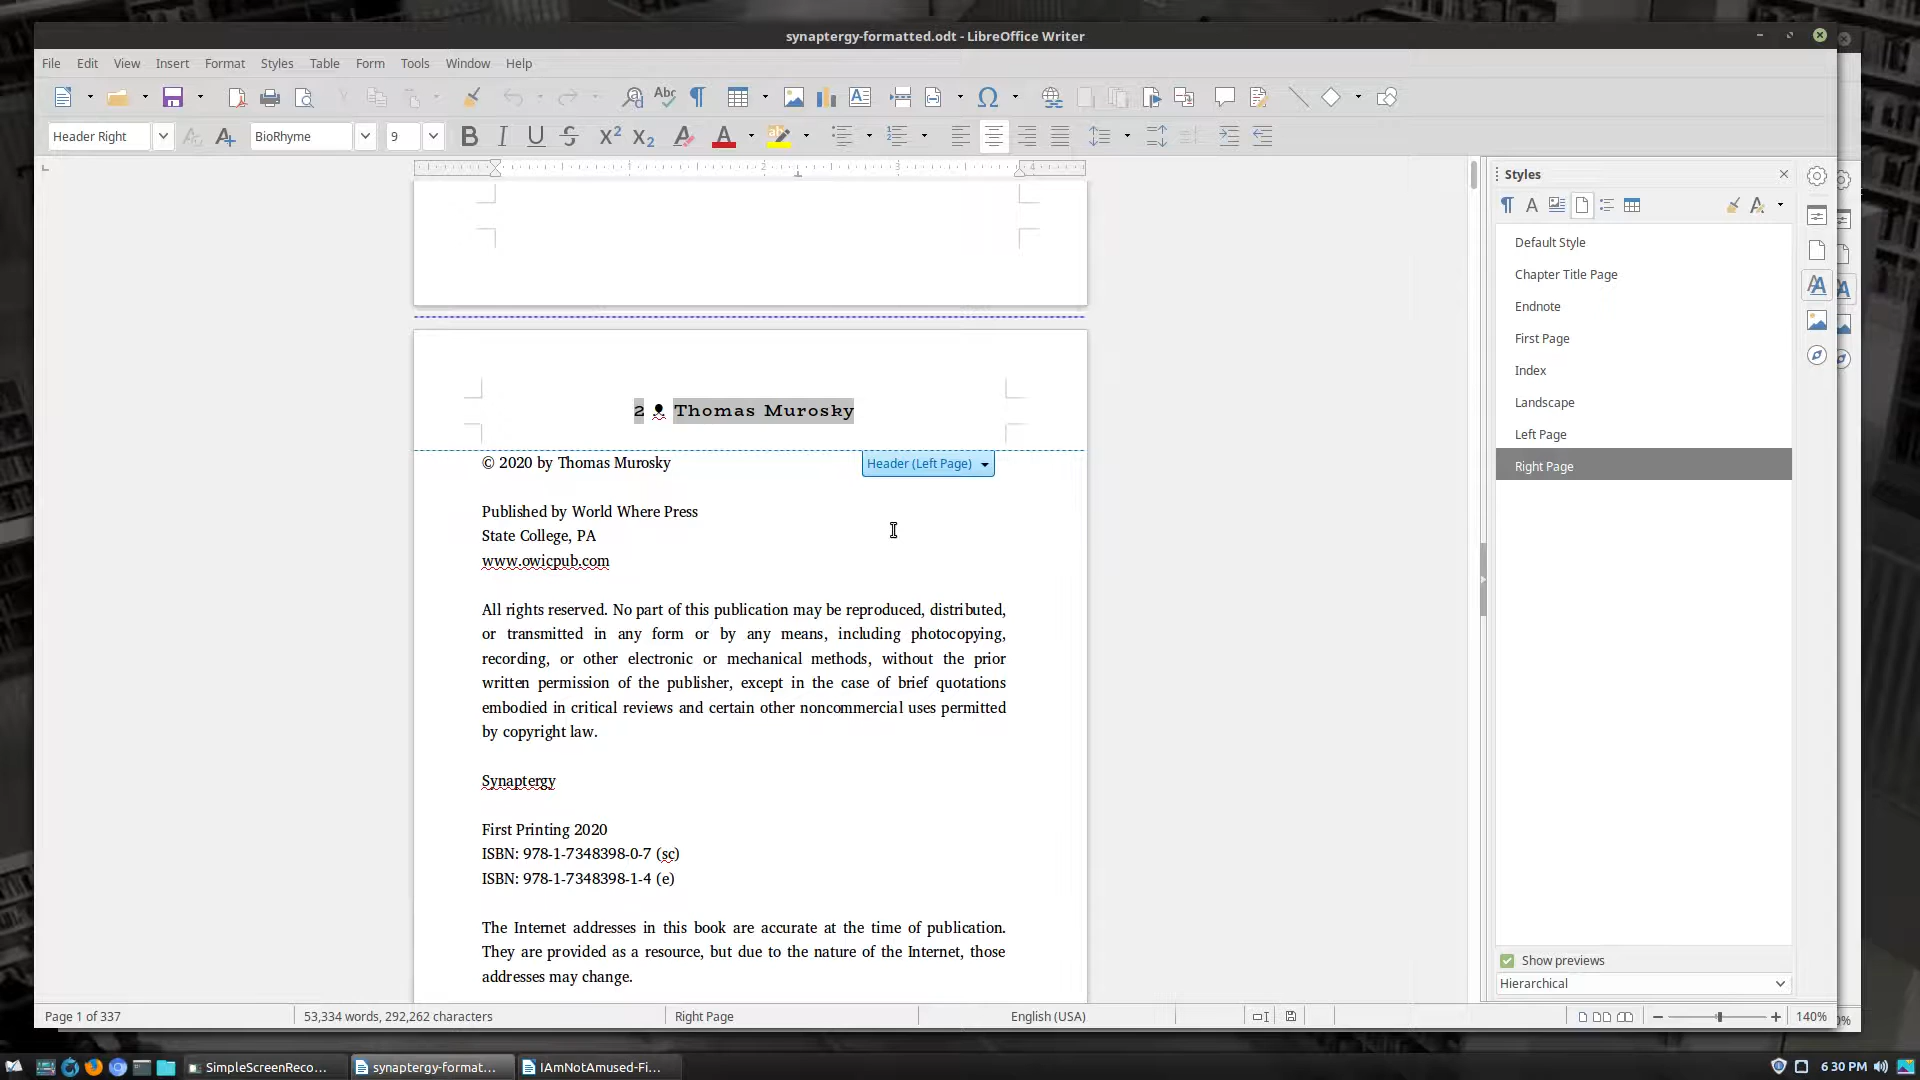 synaptergy-formatted.odt - LibreOffice Writer
File Edit View Insert Format Styles Table Form Tools Window Help
Header Right BioRhyme 9
Styles
Default Style
Chapter Title Page
Endnote
First Page
Index
Landscape
Left Page
Right Page
2 Thomas Murosky
Header (Left Page)
© 2020 by Thomas Murosky
Published by World Where Press
State College, PA
www.owicpub.com
All rights reserved. No part of this publication may be reproduced, distributed,
or transmitted in any form or by any means, including photocopying,
recording, or other electronic or mechanical methods, without the prior
written permission of the publisher, except in the case of brief quotations
embodied in critical reviews and certain other noncommercial uses permitted
by copyright law.
Synaptergy
First Printing 2020
ISBN: 978-1-7348398-0-7 (sc)
ISBN: 978-1-7348398-1-4 (e)
The Internet addresses in this book are accurate at the time of publication.
They are provided as a resource, but due to the nature of the Internet, those
addresses may change.
Show previews
Hierarchical
Page 1 of 337 53,334 words, 292,262 characters Right Page English (USA) 140%
SimpleScreenReco... synaptergy-format... IAmNotAmused-Fi... 6:30 PM